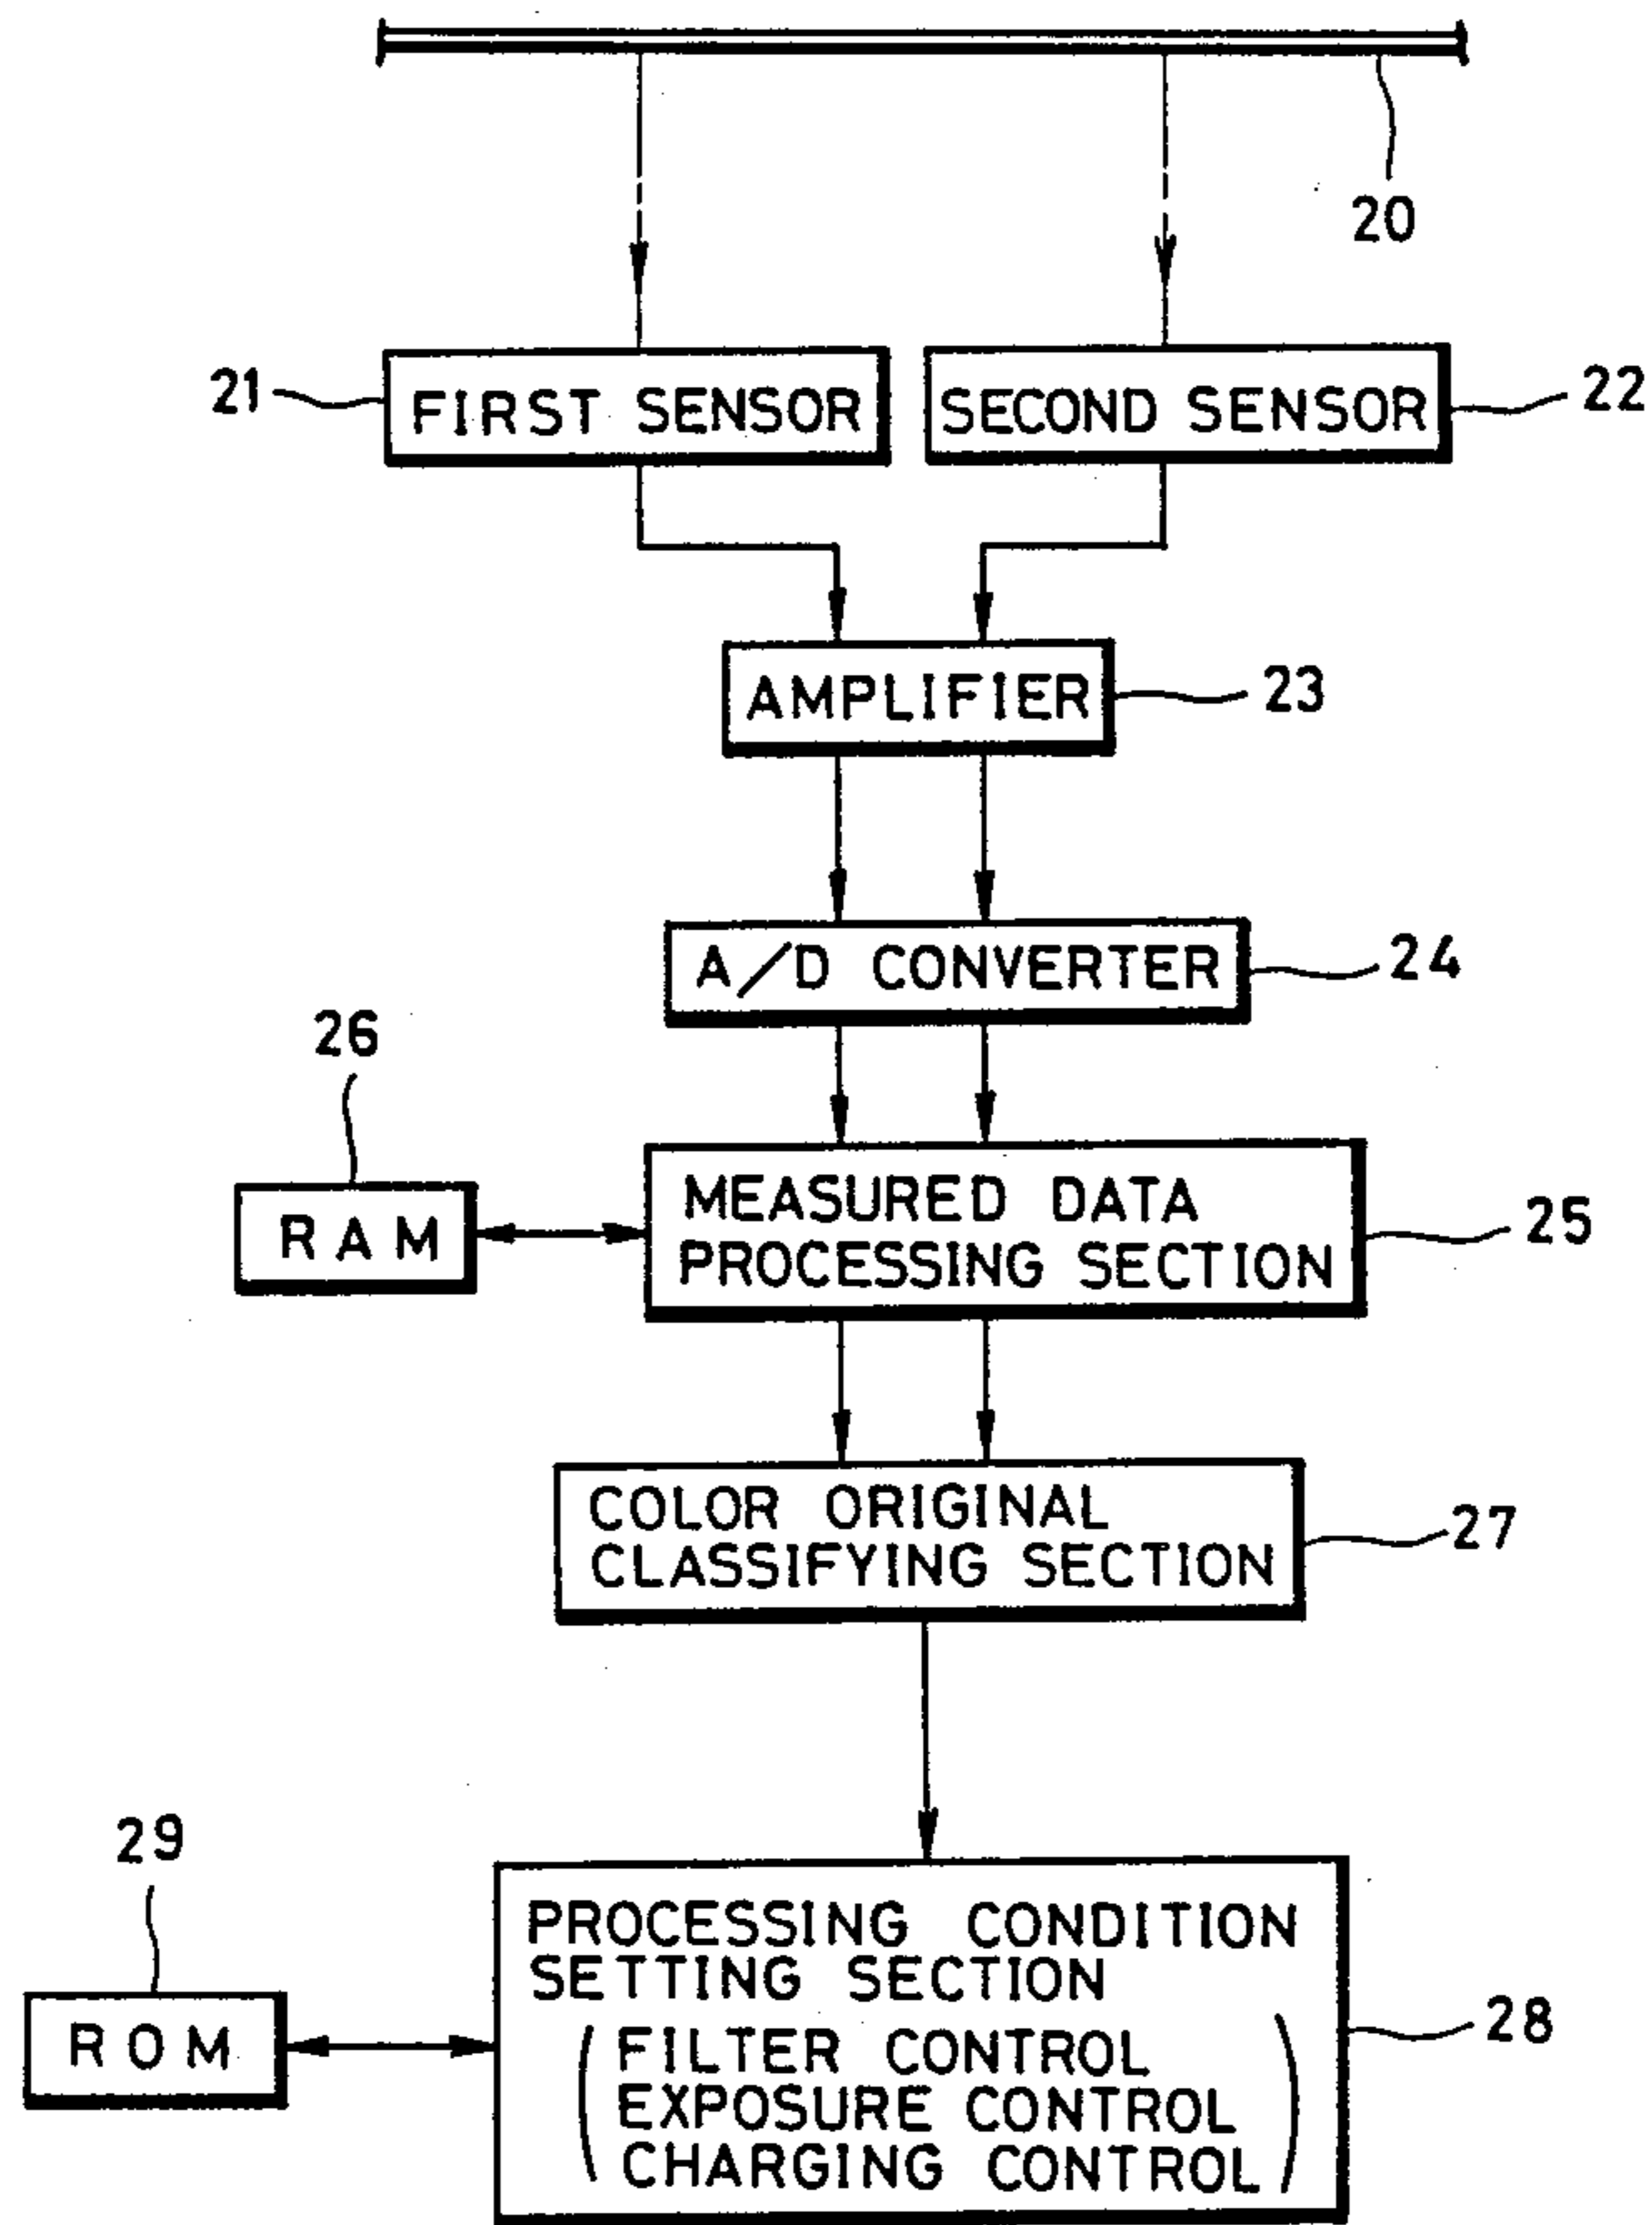 20
21
FIRST SENSOR
SECOND SENSOR
22
AMPLIFIER
23
A/D CONVERTER
24
26
RAM
MEASURED DATA
PROCESSING SECTION
25
COLOR ORIGINAL
CLASSIFYING SECTION
27
29
ROM
PROCESSING CONDITION
SETTING SECTION
(FILTER CONTROL
EXPOSURE CONTROL
CHARGING CONTROL)
28